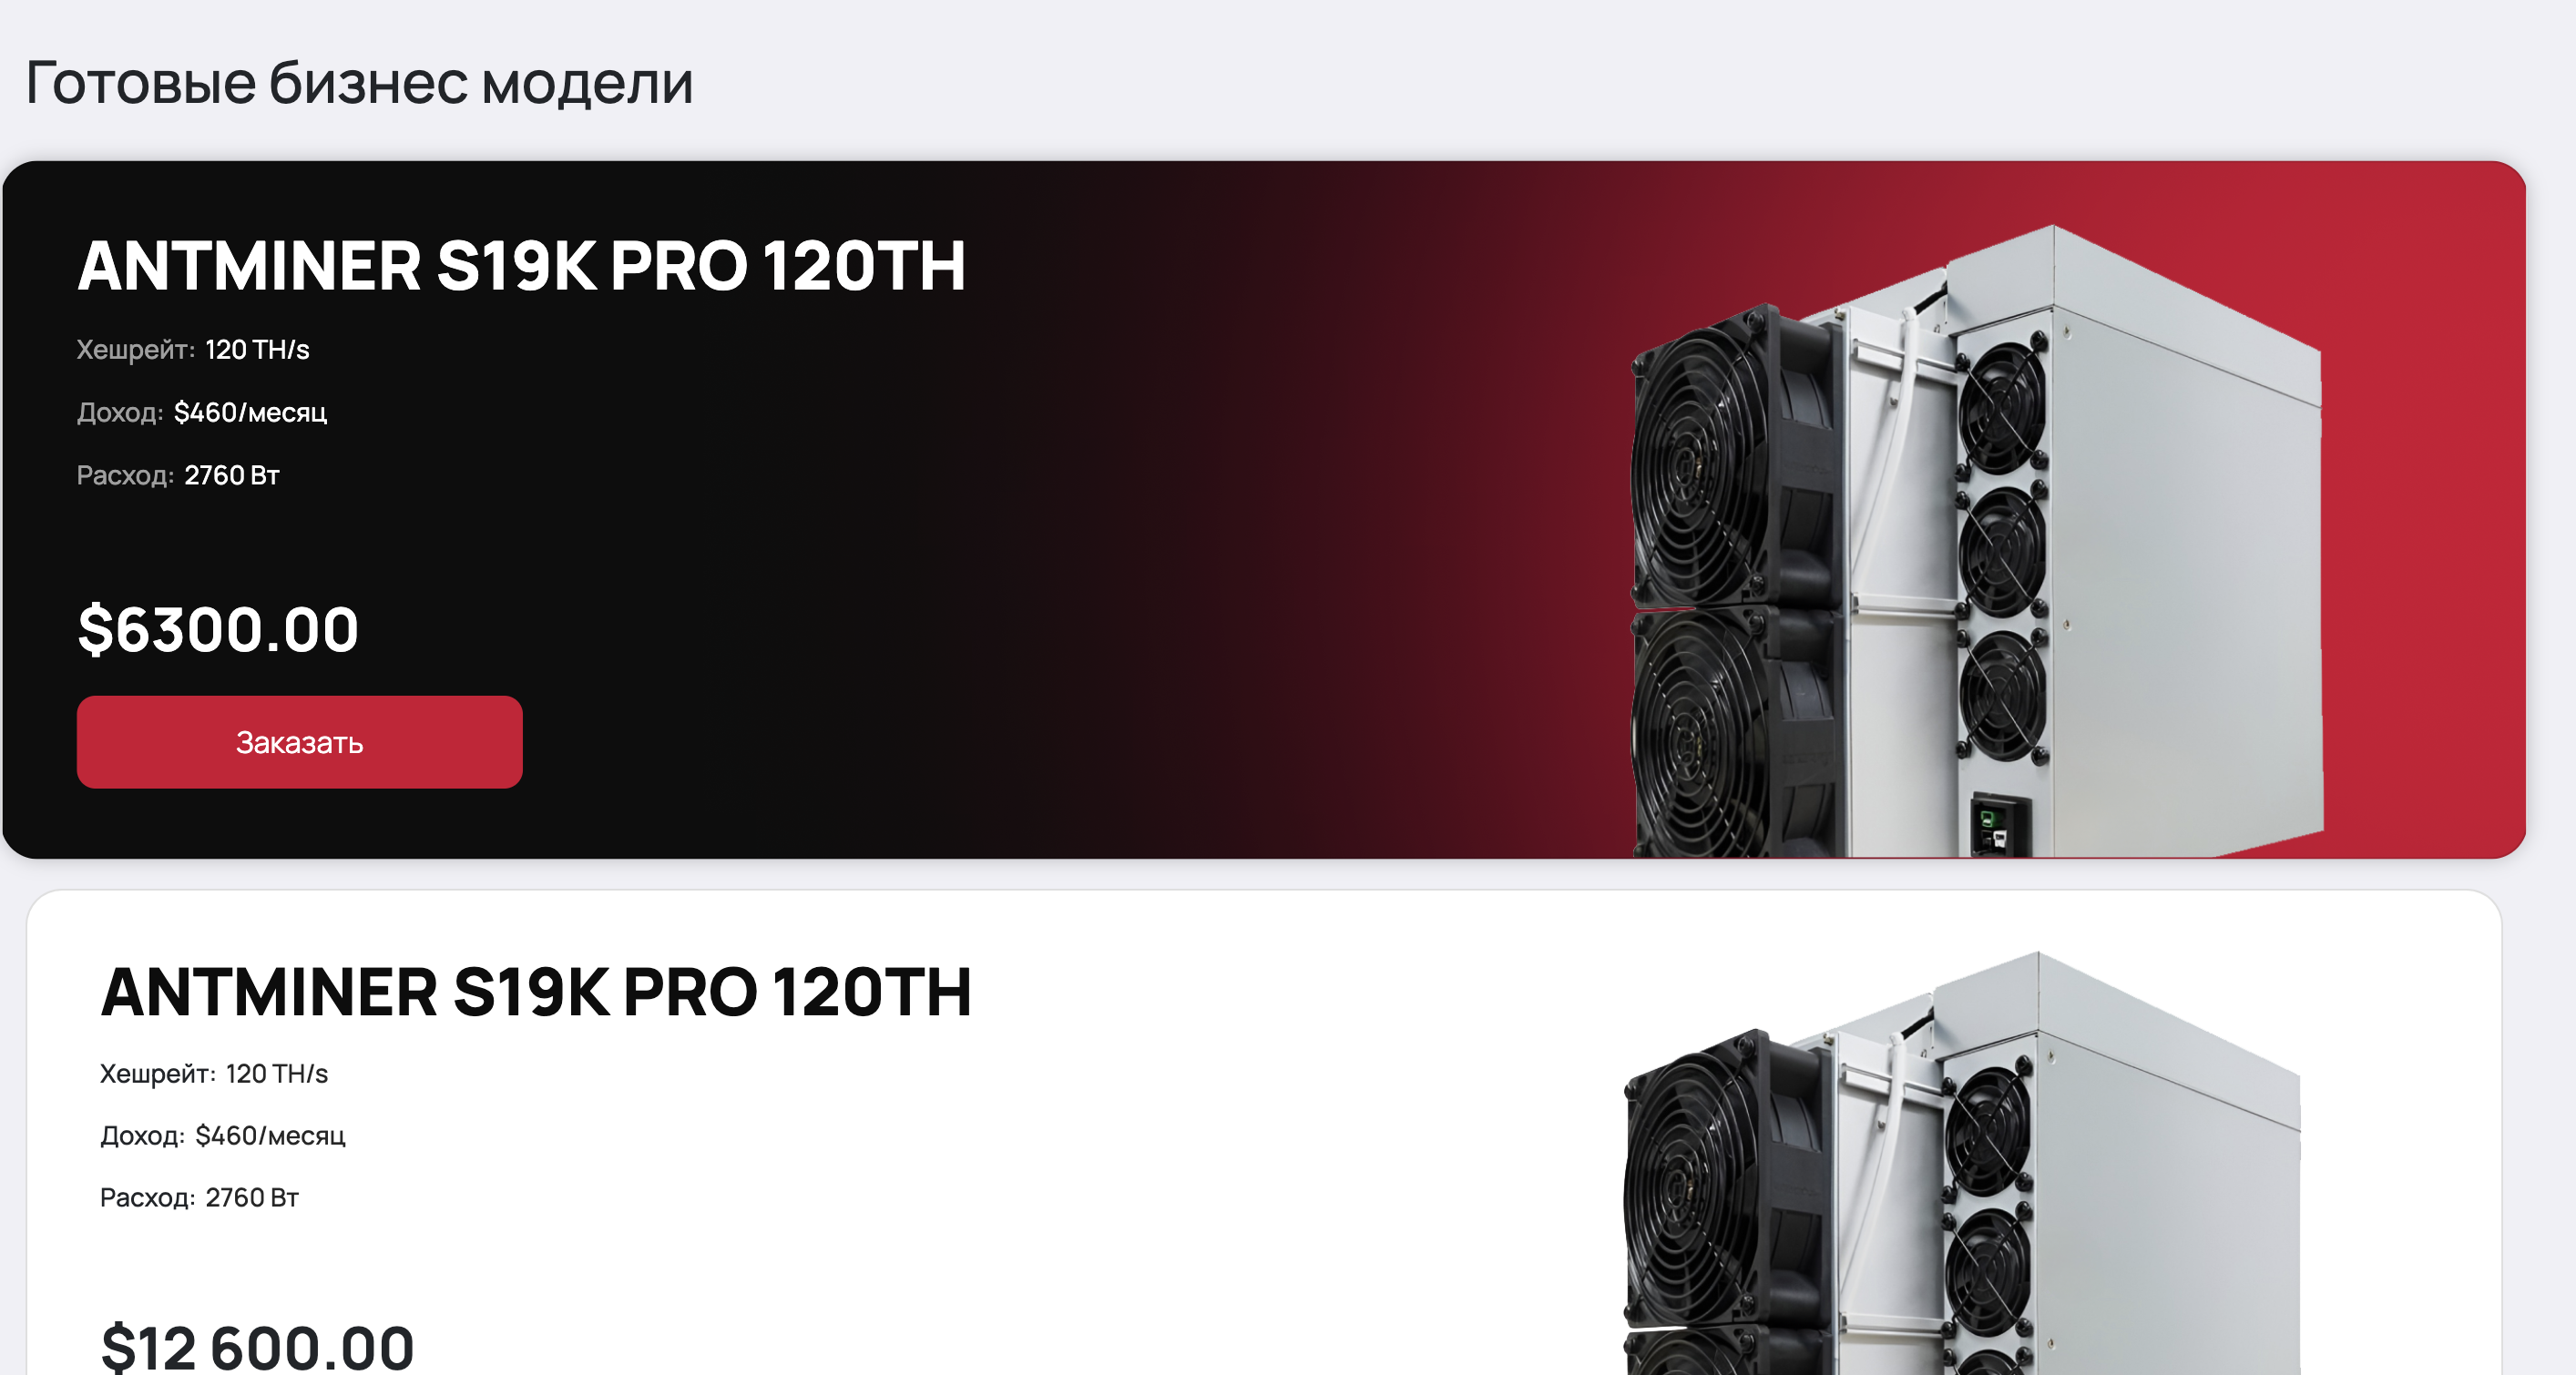 Готовые бизнес модели
ANTMINER S19K PRO 120TH
Хешрейт: 120 TH/s
Доход: $460/месяц
Расход: 2760 Вт
$6300.00
Заказать
ANTMINER S19K PRO 120TH
Хешрейт: 120 TH/s
Доход: $460/месяц
Расход: 2760 Вт
$12 600.00